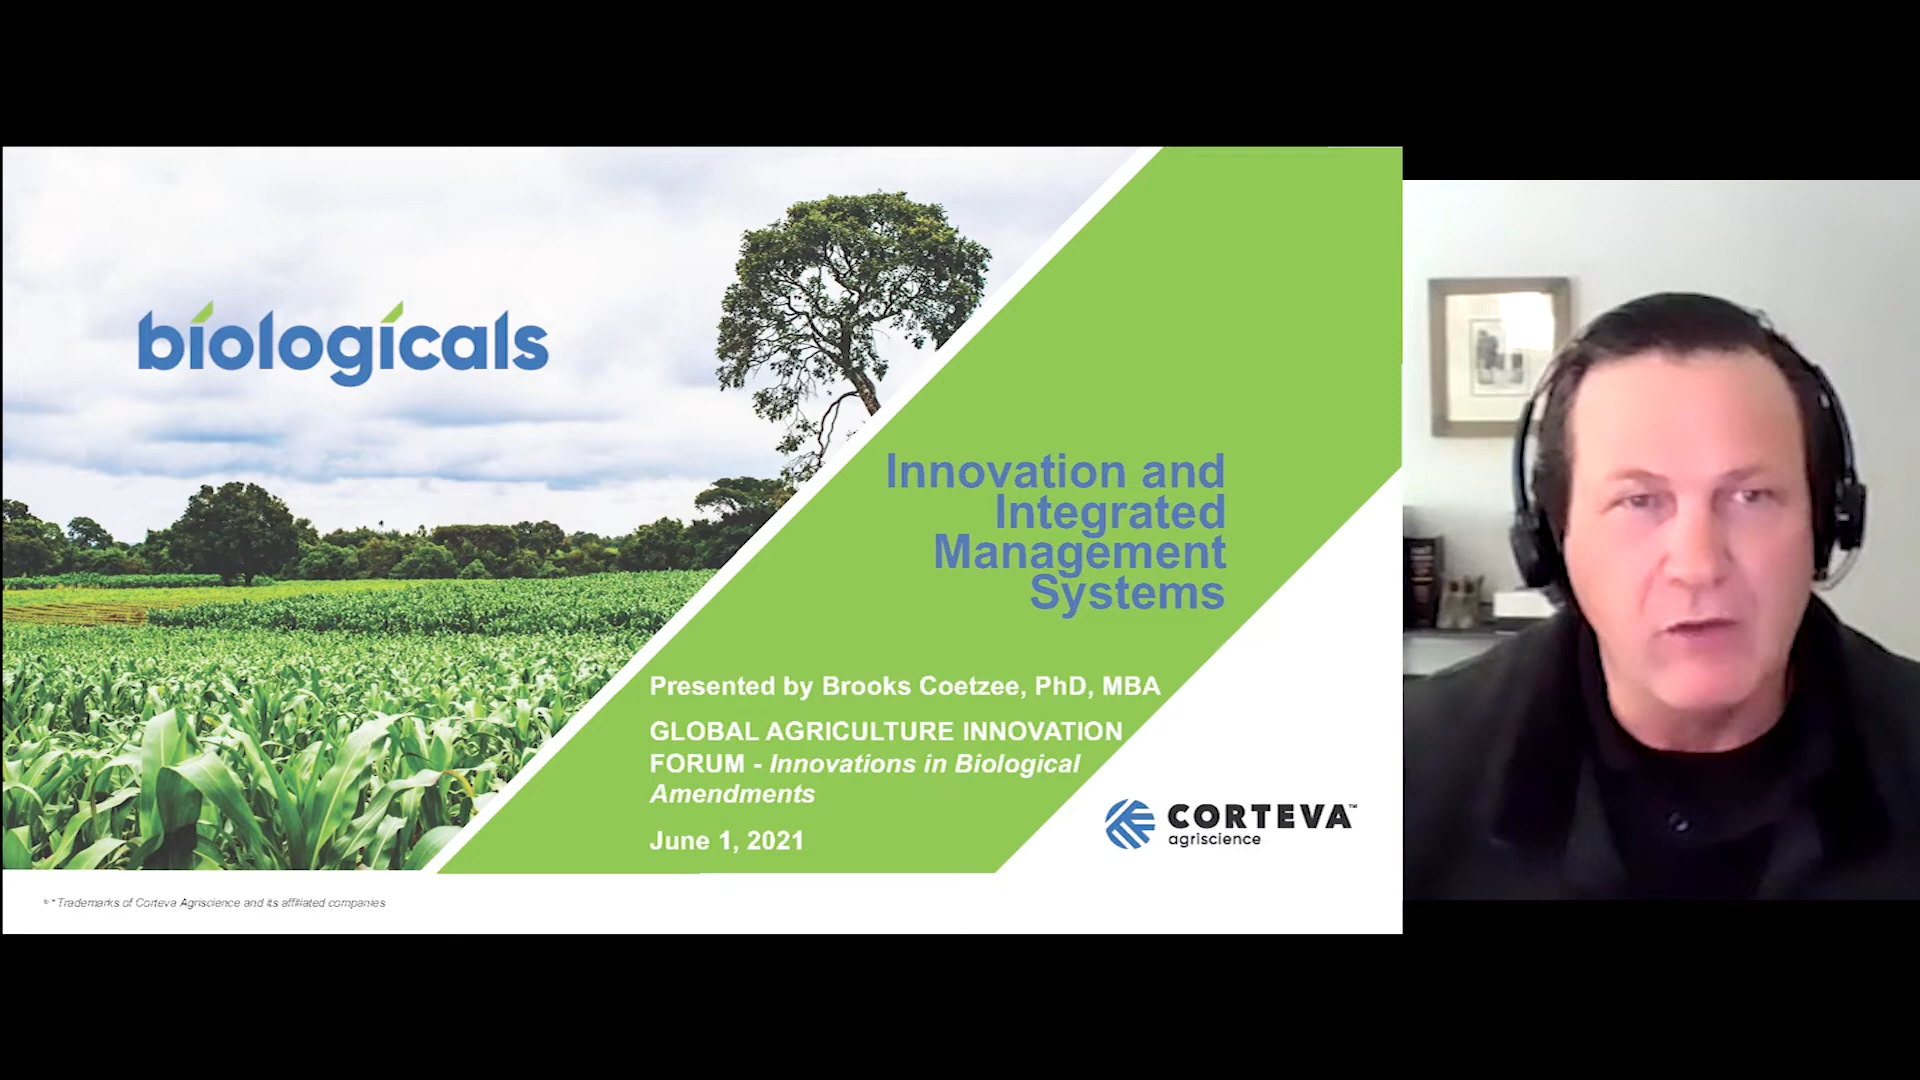 biologicals
Innovation and
Integrated
Management
Systems
Presented by Brooks Coetzee, PhD, MBA
GLOBAL AGRICULTURE INNOVATION
FORUM - Innovations in Biological
Amendments
June 1, 2021
CORTEVA™
agriscience
® * Trademarks of Corteva Agriscience and its affiliated companies